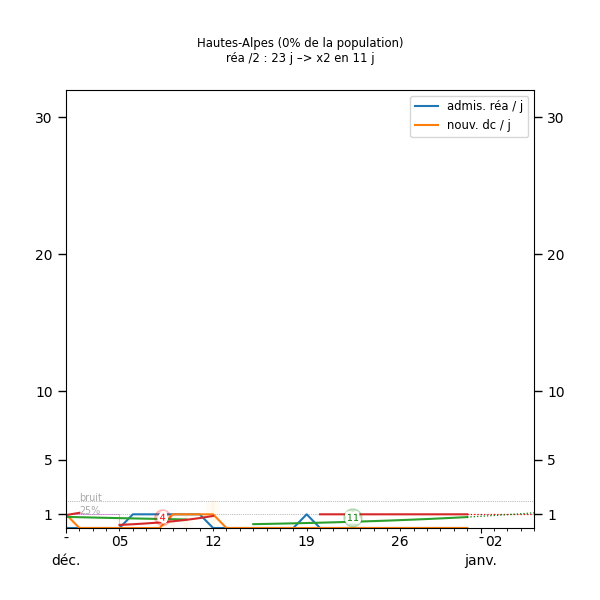 Hautes-Alpes (0% de la population)
réa /2 : 23 j –> x2 en 11 j
admis. réa / j
nouv. dc / j
30
30
20
20
10
10
5
5
bruit
25%
1
1
4
11
- 05 12 19 26 - 02
déc. janv.